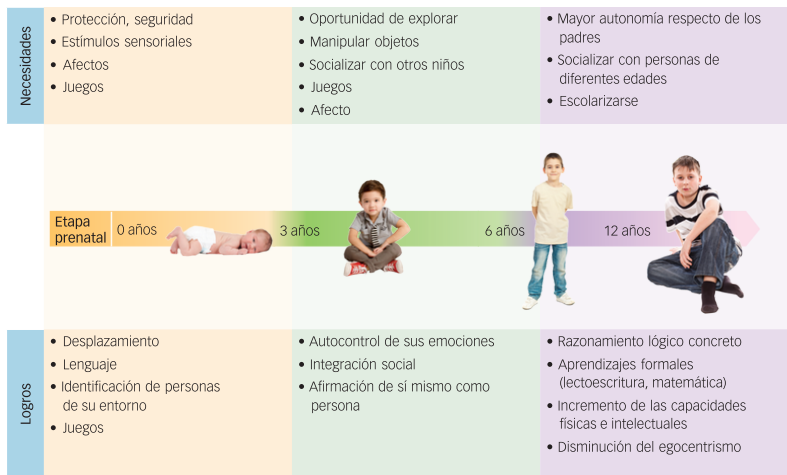 Necesidades
• Protección, seguridad
• Estímulos sensoriales
• Afectos
• Juegos
• Oportunidad de explorar
• Manipular objetos
• Socializar con otros niños
• Juegos
• Afecto
• Mayor autonomía respecto de los
padres
• Socializar con personas de
diferentes edades
• Escolarizarse
Etapa
prenatal
0 años
3 años
6 años
12 años
Logros
• Desplazamiento
• Lenguaje
• Identificación de personas
de su entorno
• Juegos
• Autocontrol de sus emociones
• Integración social
• Afirmación de sí mismo como
persona
• Razonamiento lógico concreto
• Aprendizajes formales
(lectoescritura, matemática)
• Incremento de las capacidades
físicas e intelectuales
• Disminución del egocentrismo